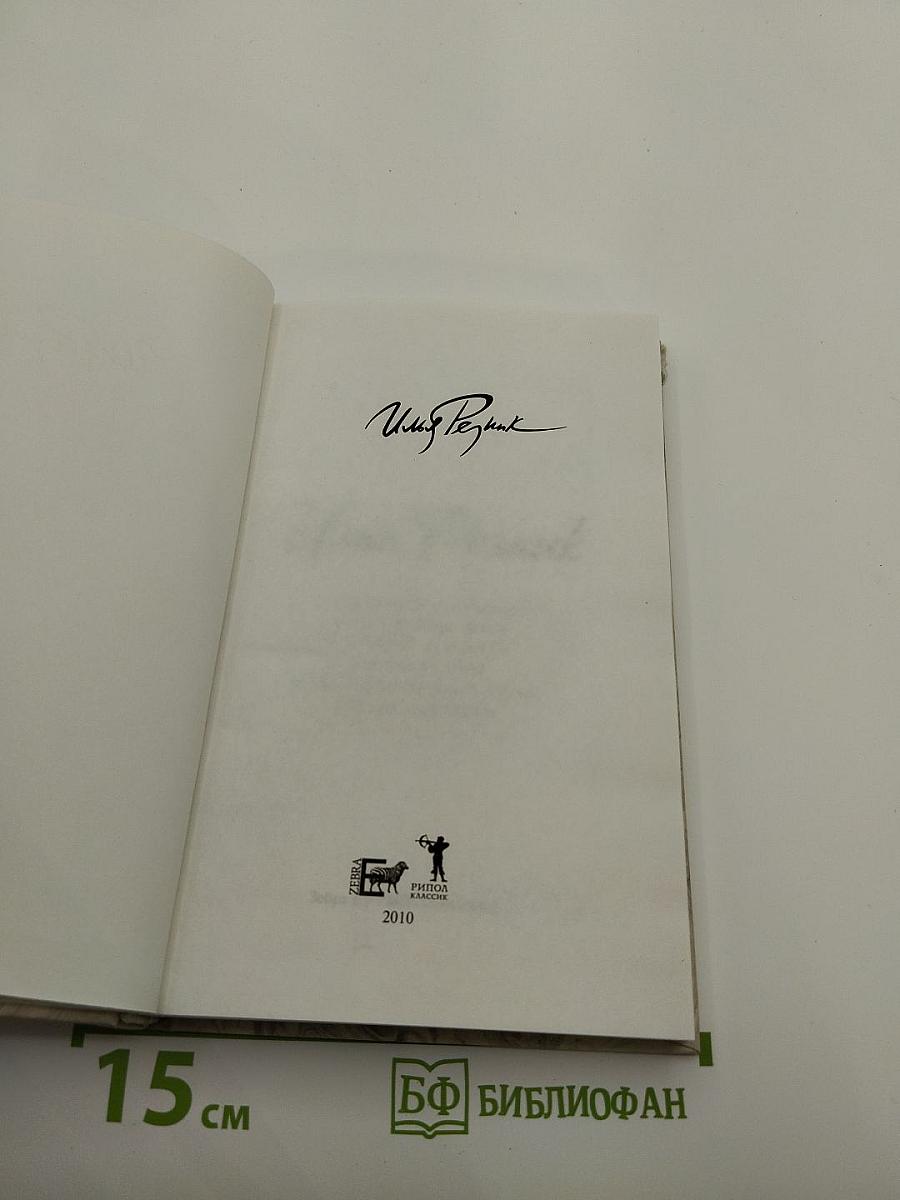 Илья Резник
ZEBRA E
РИПОЛ
КЛАССИК
2010
15 см
БФ БИБЛИОФАН